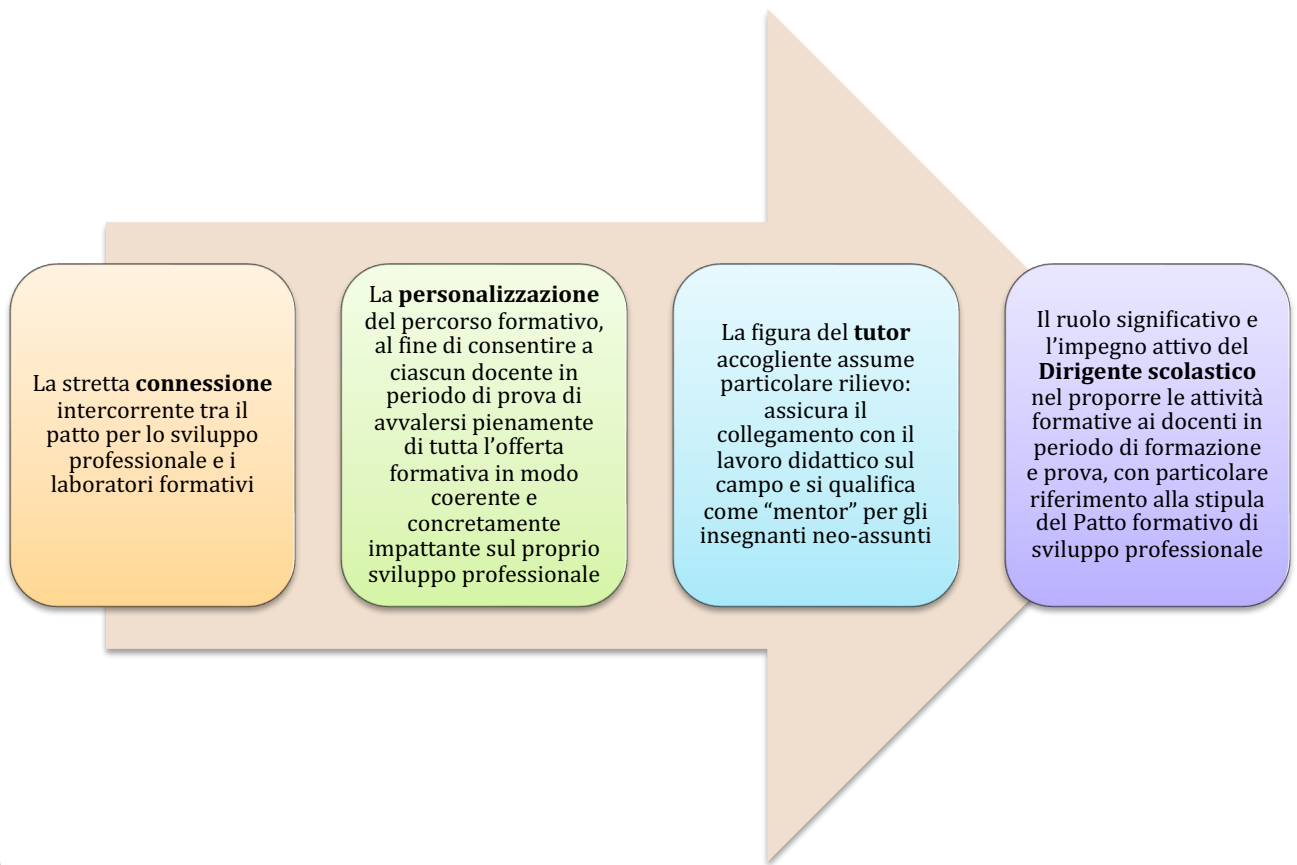 La stretta connessione
intercorrente tra il
patto per lo sviluppo
professionale e i
laboratori formativi
La personalizzazione
del percorso formativo,
al fine di consentire a
ciascun docente in
periodo di prova di
avvalersi pienamente
di tutta l’offerta
formativa in modo
coerente e
concretamente
impattante sul proprio
sviluppo professionale
La figura del tutor
accogliente assume
particolare rilievo:
assicura il
collegamento con il
lavoro didattico sul
campo e si qualifica
come “mentor” per gli
insegnanti neo-assunti
Il ruolo significativo e
l’impegno attivo del
Dirigente scolastico
nel proporre le attività
formative ai docenti in
periodo di formazione
e prova, con particolare
riferimento alla stipula
del Patto formativo di
sviluppo professionale